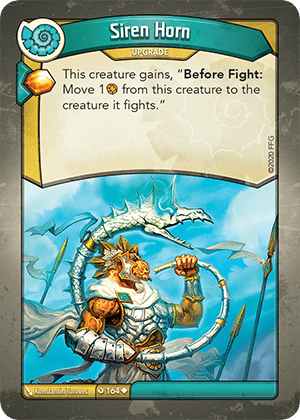 Siren Horn
UPGRADE
This creature gains, “Before Fight:
Move 1 from this creature to the
creature it fights.”
©2020 FFG
Konstantin Turovec
164